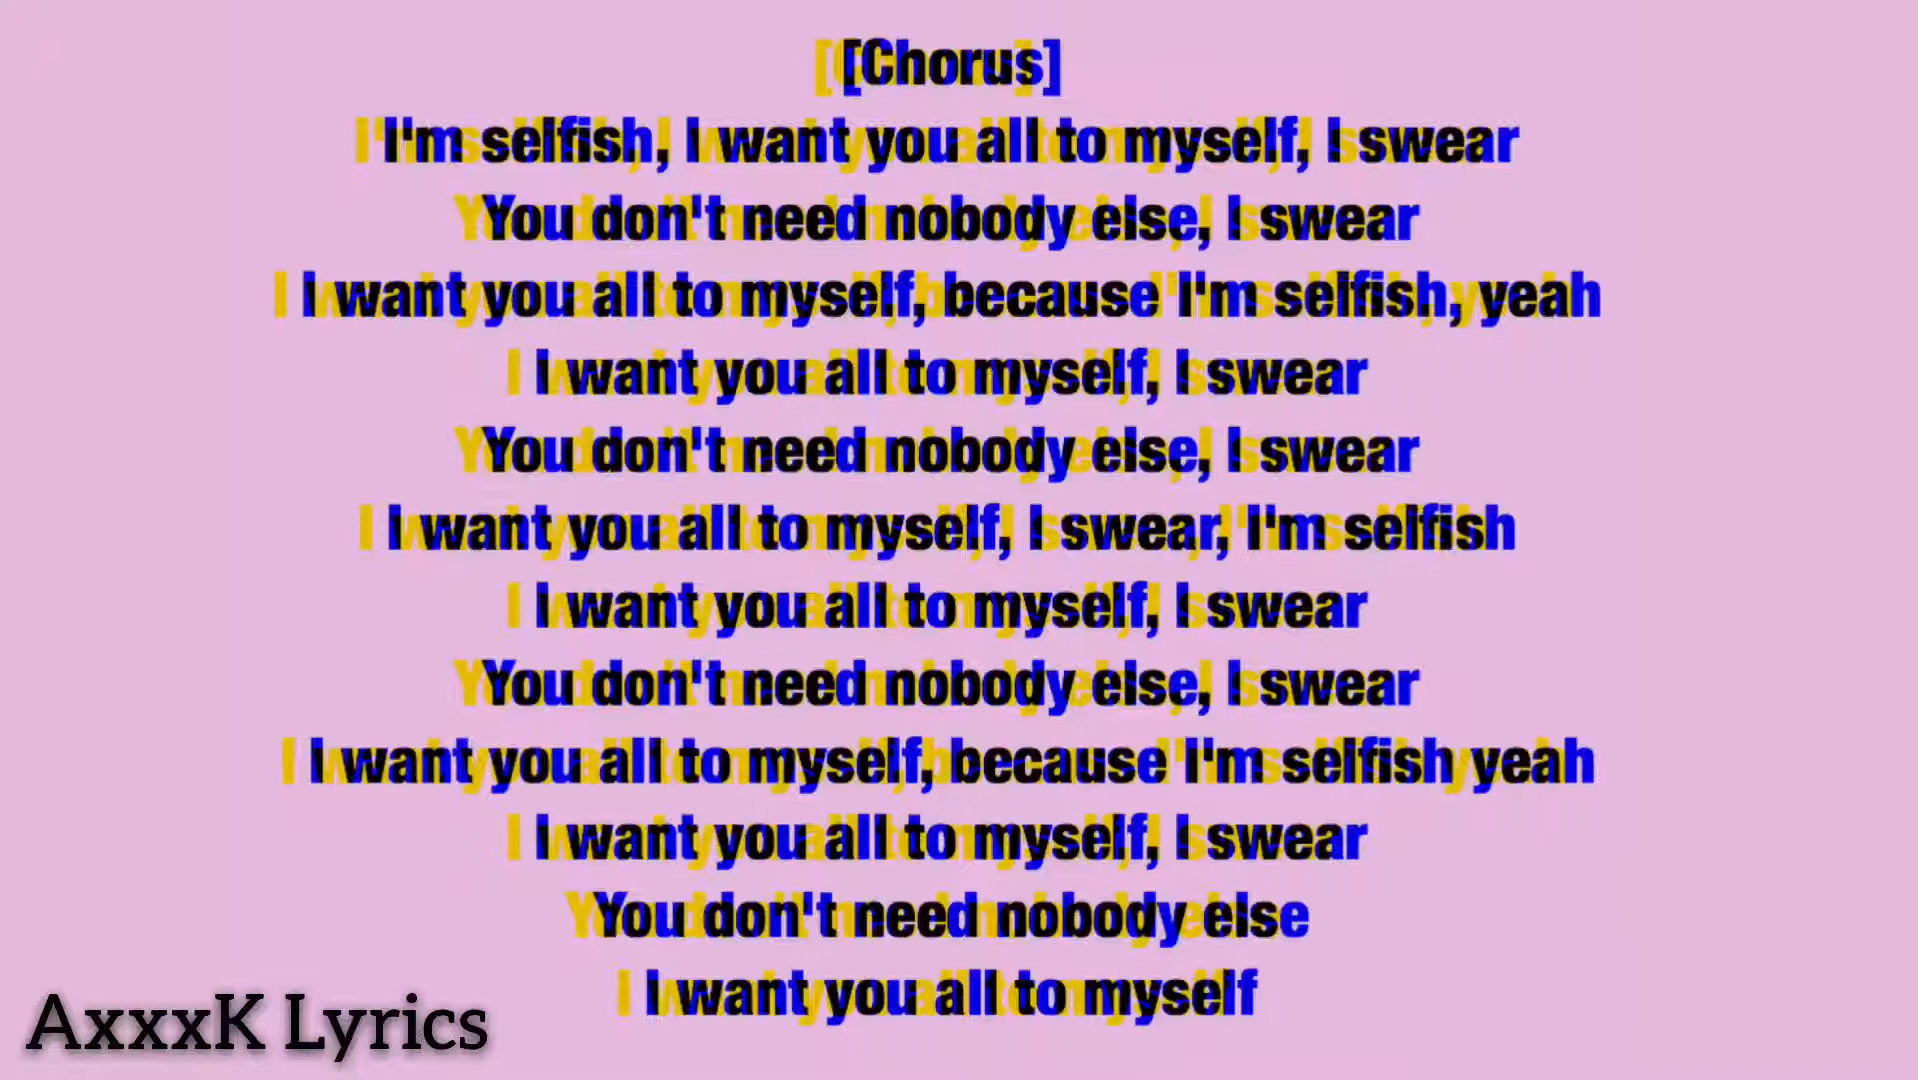 [Chorus]
I'm selfish, I want you all to myself, I swear
You don't need nobody else, I swear
I want you all to myself, because I'm selfish, yeah
I want you all to myself, I swear
You don't need nobody else, I swear
I want you all to myself, I swear, I'm selfish
I want you all to myself, I swear
You don't need nobody else, I swear
I want you all to myself, because I'm selfish yeah
I want you all to myself, I swear
You don't need nobody else
I want you all to myself
AxxxK Lyrics